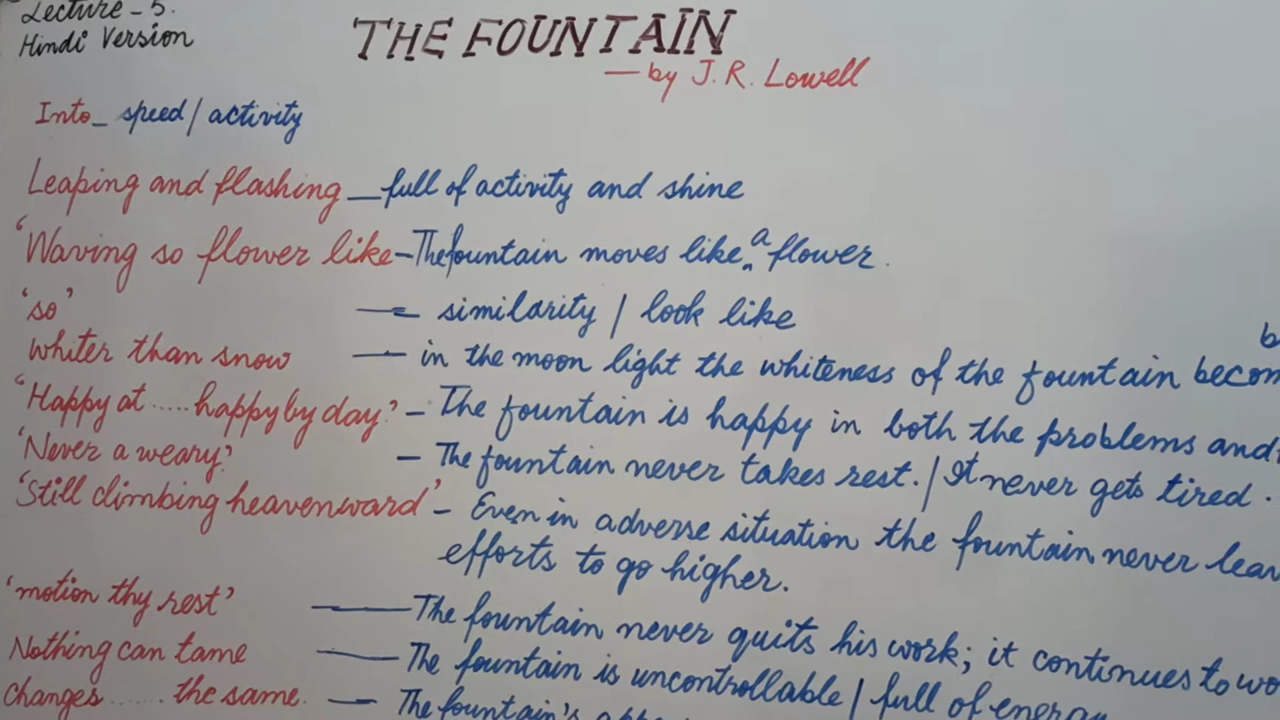 Lecture - 5.
Hindi Version
THE FOUNTAIN
— by J. R. Lowell
Into_ speed / activity
Leaping and flashing — full of activity and shine
'Waving so flower like – The fountain moves like a flower.
'so' — similarity / look like
whiter than snow — in the moon light the whiteness of the fountain becom
'Happy at ..... happy by day' – The fountain is happy in both the problems and
'Never a weary' – The fountain never takes rest. / It never gets tired.
'Still climbing heavenward' – Even in adverse situation the fountain never lea
efforts to go higher.
'motion thy rest' — The fountain never quits his work; it continues to wo
Nothing can tame — The fountain is uncontrollable / full of energy
changes ....... the same. — The fountain's